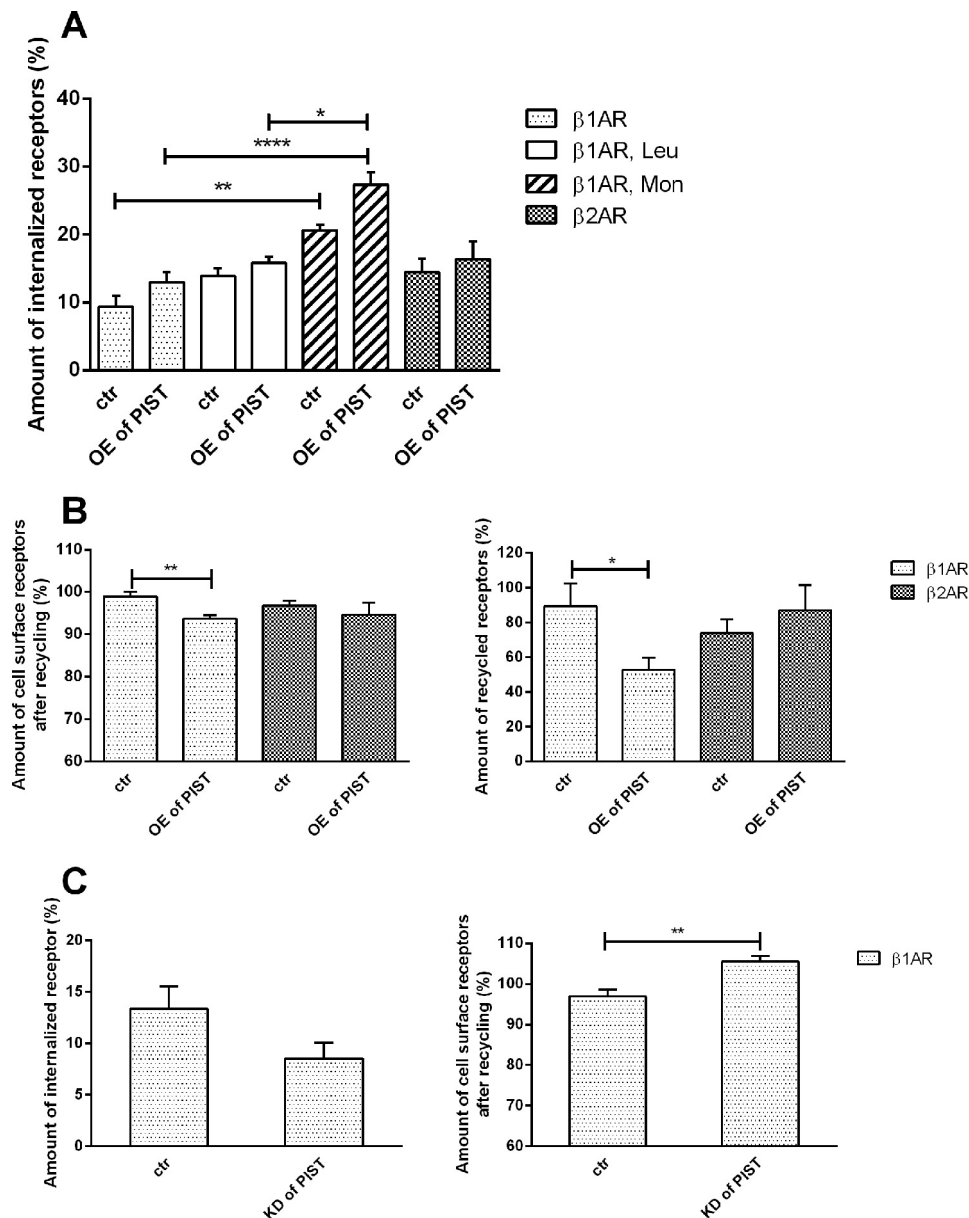 A
Amount of internalized receptors (%)
40
30
20
10
0
*
****
**
ctr
OE of PIST
ctr
OE of PIST
ctr
OE of PIST
ctr
OE of PIST
β1AR
β1AR, Leu
β1AR, Mon
β2AR
B
Amount of cell surface receptors
after recycling (%)
110
100
90
80
70
60
**
ctr
OE of PIST
ctr
OE of PIST
Amount of recycled receptors (%)
120
100
80
60
40
20
0
*
ctr
OE of PIST
ctr
OE of PIST
β1AR
β2AR
C
Amount of internalized receptor (%)
20
15
10
5
0
ctr
KD of PIST
Amount of cell surface receptors
after recycling (%)
110
100
90
80
70
60
**
ctr
KD of PIST
β1AR